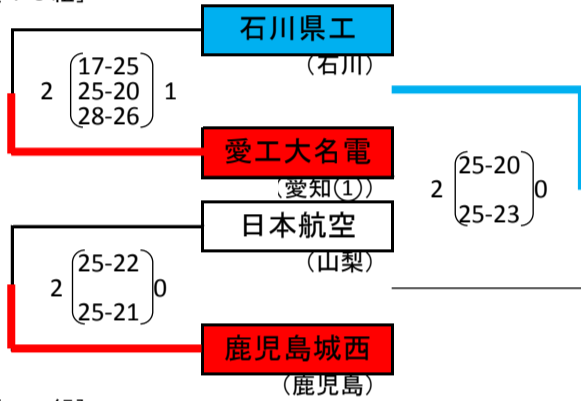 石川県工
(石川)
2 17-25 1
25-20
28-26
愛工大名電
(愛知①)
2 25-20 0
25-23
日本航空
(山梨)
2 25-22 0
25-21
鹿児島城西
(鹿児島)